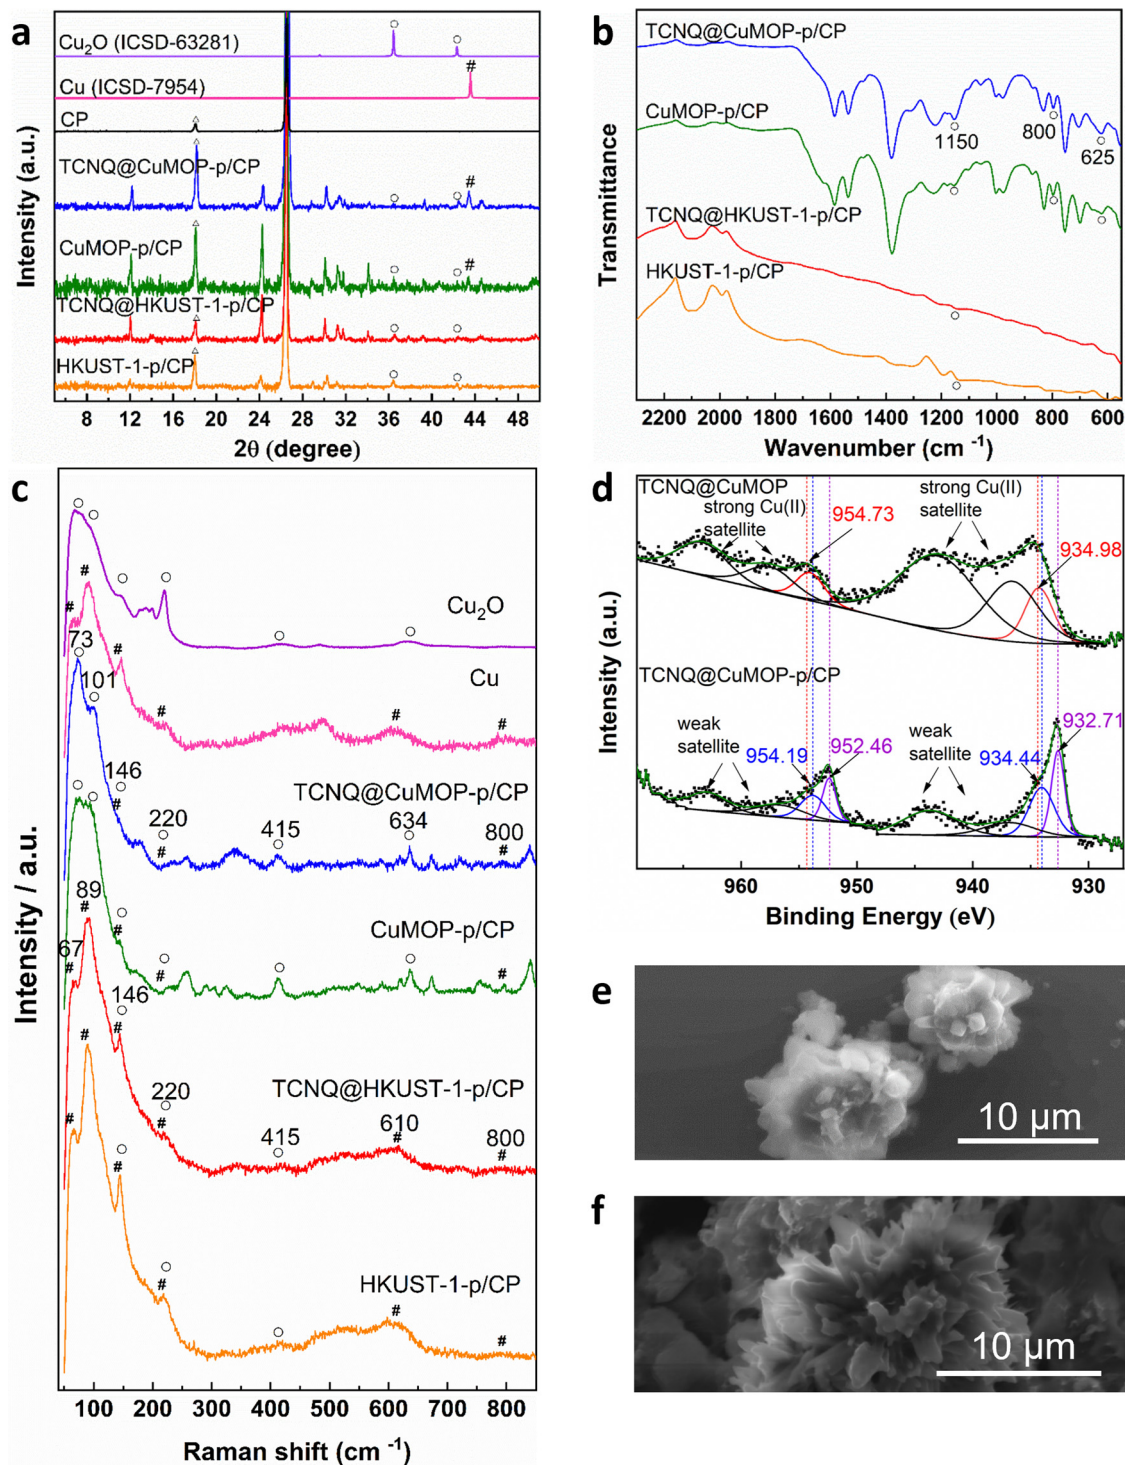 a
Cu₂O (ICSD-63281)
#
Cu (ICSD-7954)
CP
TCNQ@CuMOP-p/CP
#
CuMOP-p/CP
#
TCNQ@HKUST-1-p/CP
HKUST-1-p/CP
Intensity (a.u.)
8 12 16 20 24 28 32 36 40 44 48
2θ (degree)
b
TCNQ@CuMOP-p/CP
CuMOP-p/CP
1150
800
625
TCNQ@HKUST-1-p/CP
HKUST-1-p/CP
Transmittance
2200 2000 1800 1600 1400 1200 1000 800 600
Wavenumber (cm ⁻¹)
c
Cu₂O
# # # # # #
Cu
73
101
146
220
415
634
800
TCNQ@CuMOP-p/CP
# # #
CuMOP-p/CP
# # #
67
89
146
220
415
610
800
TCNQ@HKUST-1-p/CP
# # # # # #
HKUST-1-p/CP
# # # # # #
Intensity / a.u.
100 200 300 400 500 600 700 800
Raman shift (cm ⁻¹)
d
TCNQ@CuMOP
strong Cu(II)
satellite
954.73
strong Cu(II)
satellite
934.98
TCNQ@CuMOP-p/CP
weak
satellite
954.19
952.46
weak
satellite
934.44
932.71
Intensity (a.u.)
960 950 940 930
Binding Energy (eV)
e
10 µm
f
10 µm